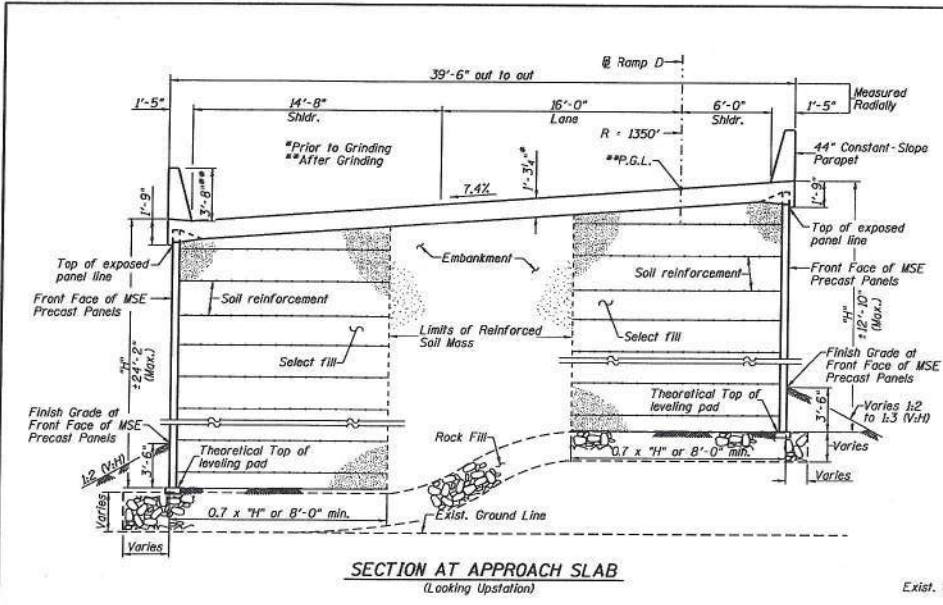 ℄ Ramp D
39'-6" out to out
Measured
Radially
1'-5"
14'-8"
Shldr.
16'-0"
Lane
6'-0"
Shldr.
1'-5"
R = 1350'
*Prior to Grinding
**After Grinding
**P.G.L.
44" Constant-Slope
Parapet
3'-8"**
1'-3¼"*
7.4%
1'-9"
1'-9"
Top of exposed
panel line
Top of exposed
panel line
Embankment
Front Face of MSE
Precast Panels
Soil reinforcement
Soil reinforcement
Front Face of MSE
Precast Panels
"H"
±24'-2"
(Max.)
"H"
±12'-10"
(Max.)
Limits of Reinforced
Soil Mass
Select fill
Select fill
Finish Grade at
Front Face of MSE
Precast Panels
Finish Grade at
Front Face of MSE
Precast Panels
Theoretical Top of
leveling pad
3'-6"
Varies 1:2
to 1:3 (V:H)
1:2 (V:H)
3'-6"
Theoretical Top of
leveling pad
Rock Fill
0.7 x "H" or 8'-0" min.
Varies
Varies
Varies
0.7 x "H" or 8'-0" min.
Exist. Ground Line
Varies
SECTION AT APPROACH SLAB
(Looking Upstation)
Exist.